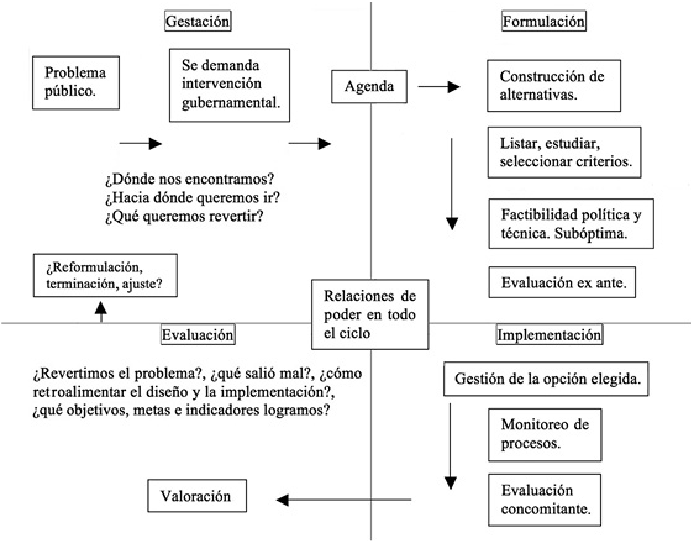 Gestación
Problema
público.
Se demanda
intervención
gubernamental.
Agenda
¿Dónde nos encontramos?
¿Hacia dónde queremos ir?
¿Qué queremos revertir?
Formulación
Construcción de
alternativas.
Listar, estudiar,
seleccionar criterios.
Factibilidad política y
técnica. Subóptima.
Evaluación ex ante.
Relaciones de
poder en todo
el ciclo
Implementación
Gestión de la opción elegida.
Monitoreo de
procesos.
Evaluación
concomitante.
¿Reformulación,
terminación, ajuste?
Evaluación
¿Revertimos el problema?, ¿qué salió mal?, ¿cómo
retroalimentar el diseño y la implementación?,
¿qué objetivos, metas e indicadores logramos?
Valoración